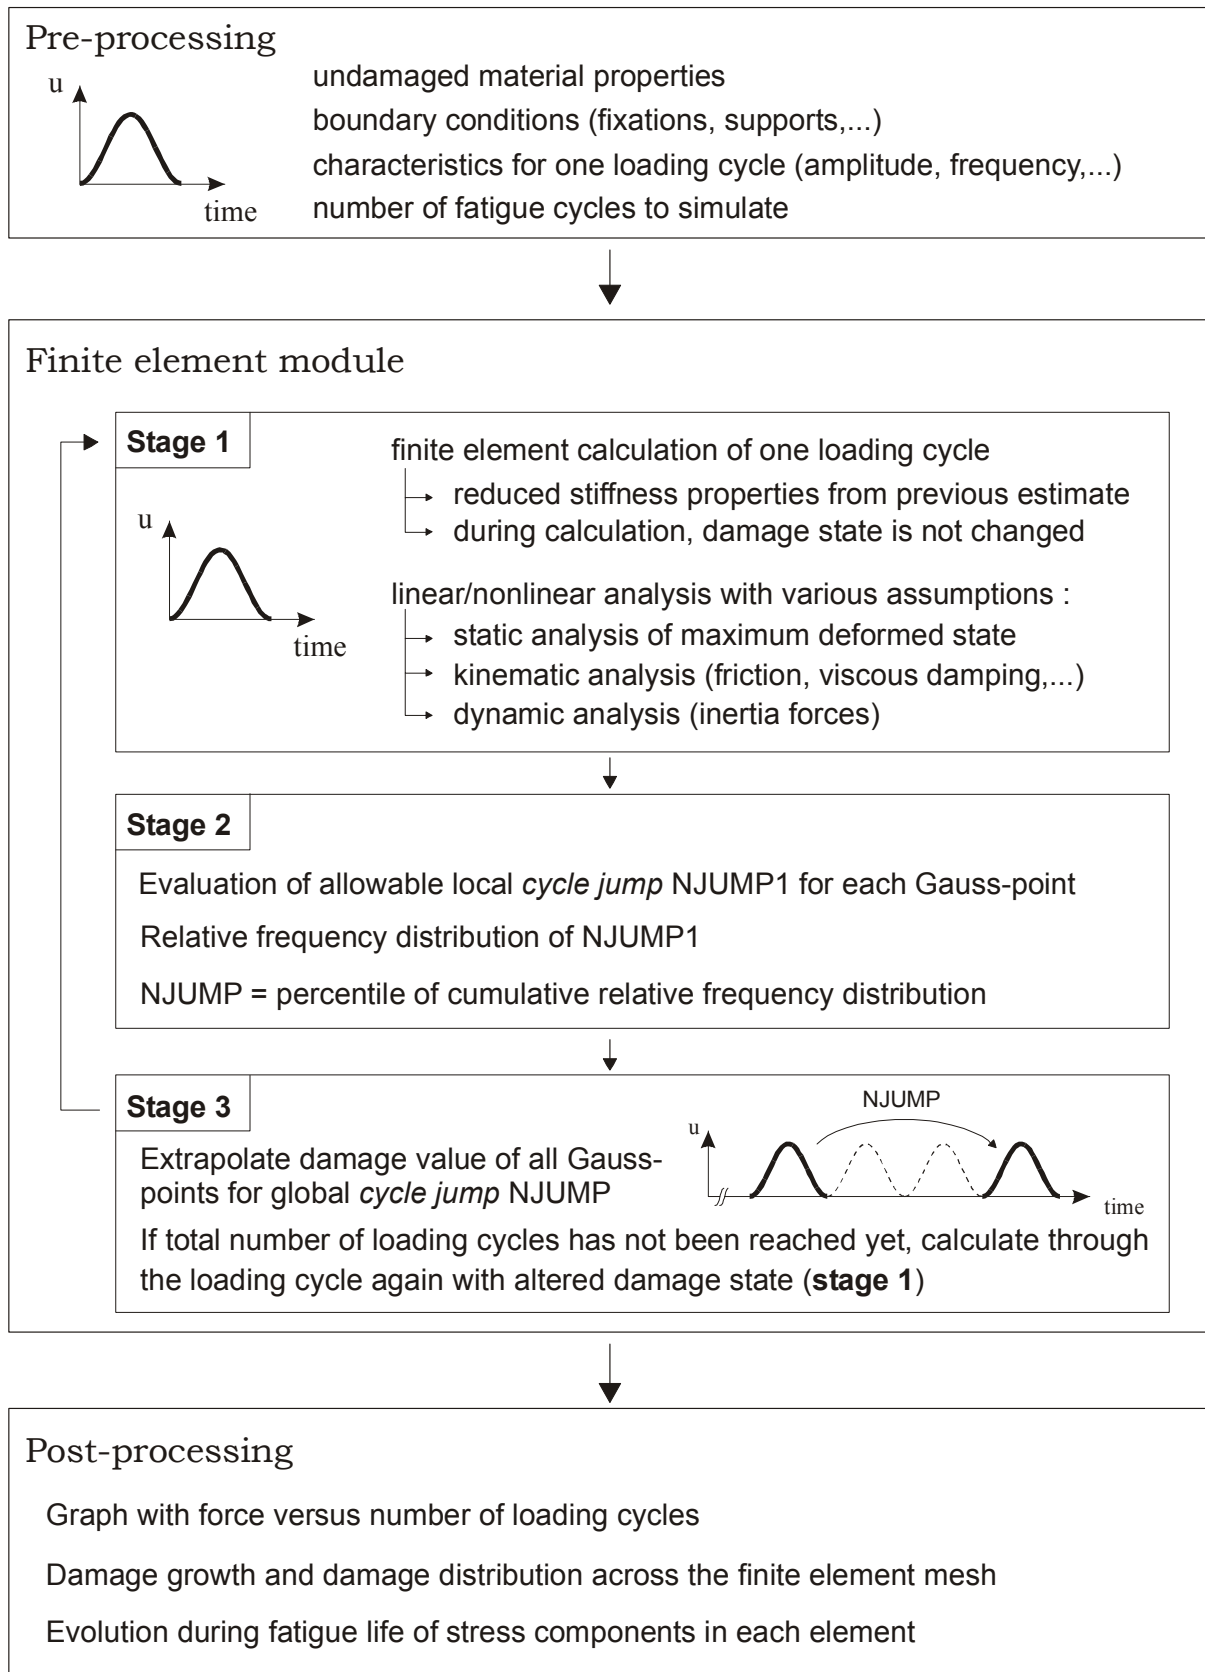 Pre-processing
u
time
undamaged material properties
boundary conditions (fixations, supports,...)
characteristics for one loading cycle (amplitude, frequency,...)
number of fatigue cycles to simulate
Finite element module
Stage 1
u
time
finite element calculation of one loading cycle
reduced stiffness properties from previous estimate
during calculation, damage state is not changed
linear/nonlinear analysis with various assumptions :
static analysis of maximum deformed state
kinematic analysis (friction, viscous damping,...)
dynamic analysis (inertia forces)
Stage 2
Evaluation of allowable local cycle jump NJUMP1 for each Gauss-point
Relative frequency distribution of NJUMP1
NJUMP = percentile of cumulative relative frequency distribution
Stage 3
NJUMP
u
time
Extrapolate damage value of all Gauss-
points for global cycle jump NJUMP
If total number of loading cycles has not been reached yet, calculate through
the loading cycle again with altered damage state (stage 1)
Post-processing
Graph with force versus number of loading cycles
Damage growth and damage distribution across the finite element mesh
Evolution during fatigue life of stress components in each element